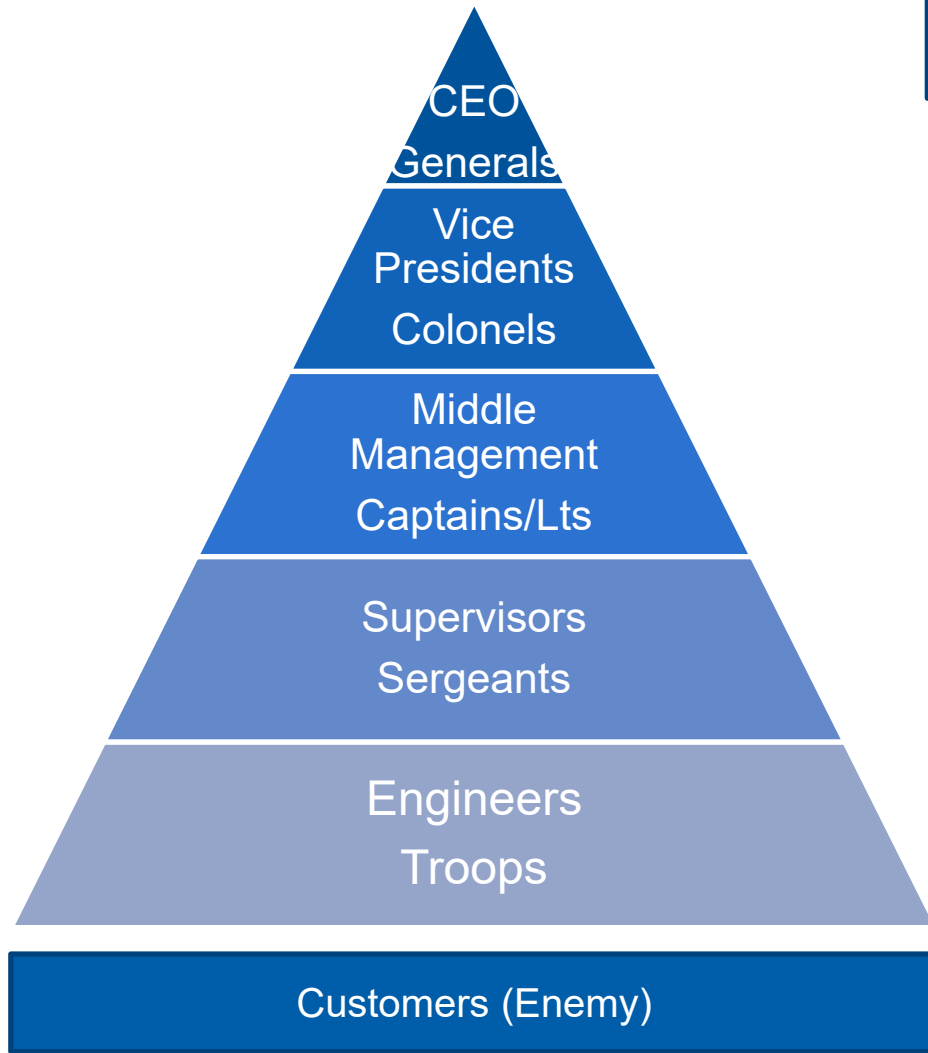 CEO
Generals
Vice
Presidents
Colonels
Middle
Management
Captains/Lts
Supervisors
Sergeants
Engineers
Troops
Customers (Enemy)